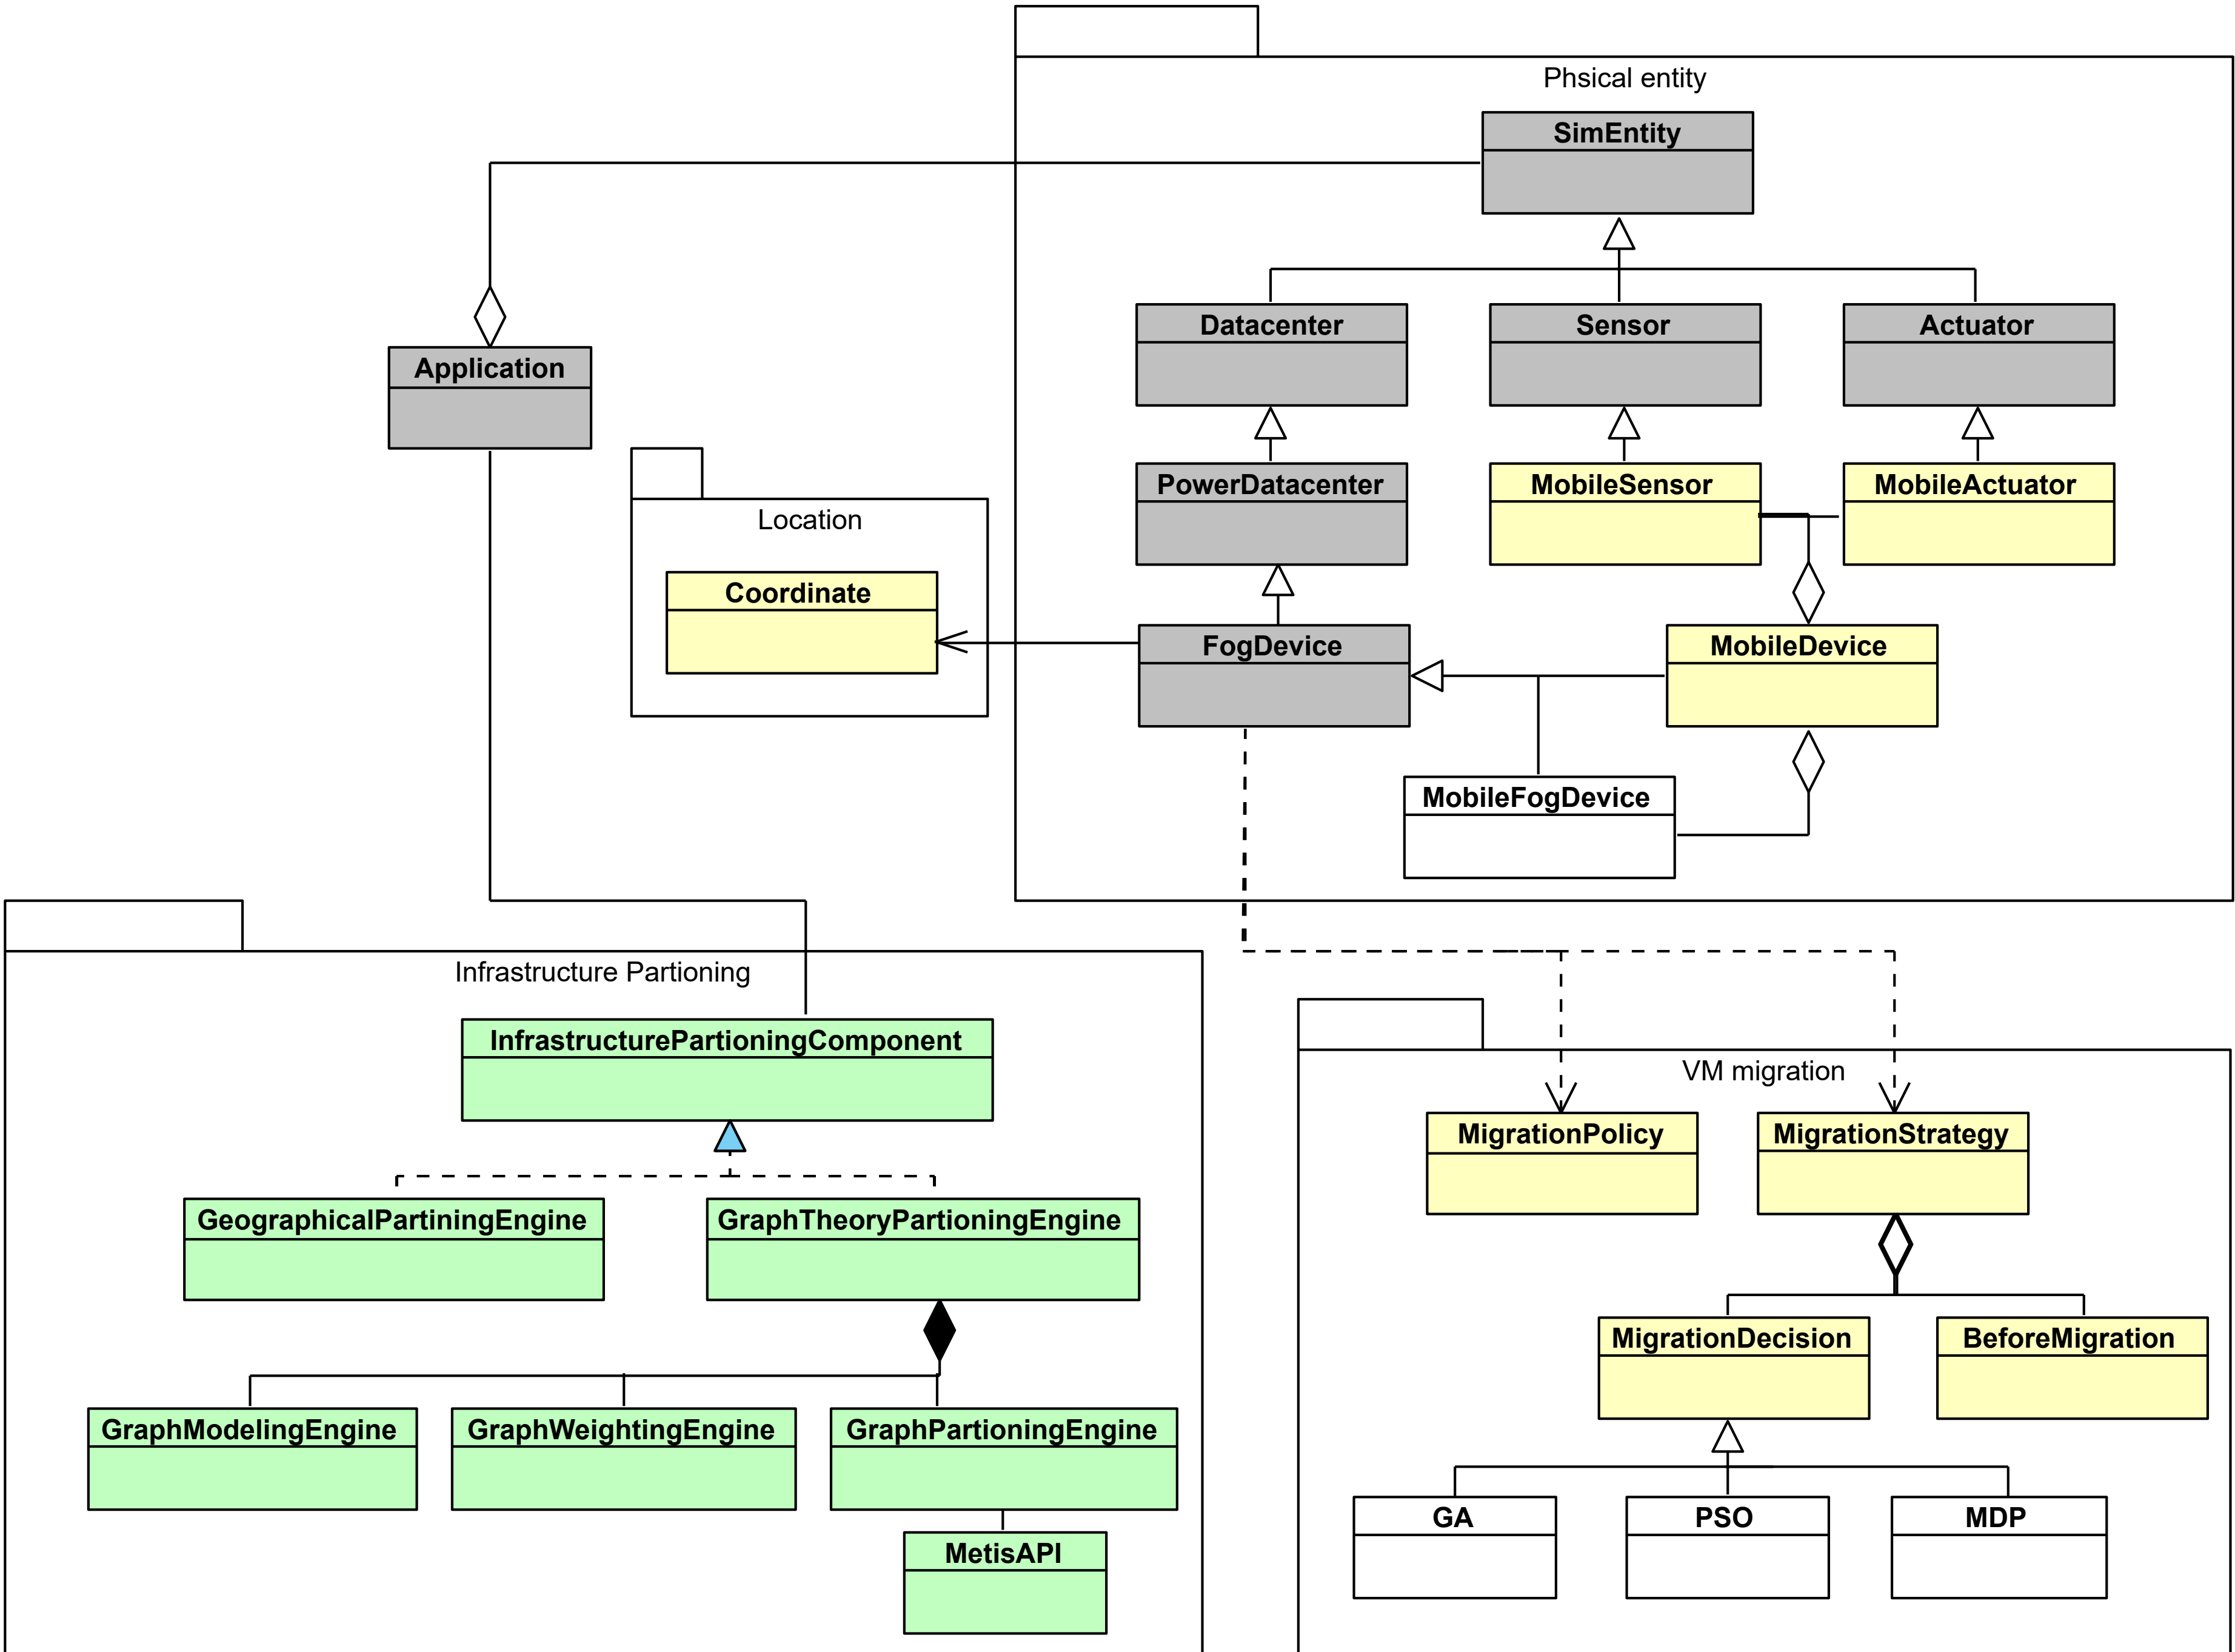 Phsical entity
SimEntity
Datacenter
Sensor
Actuator
Application
PowerDatacenter
MobileSensor
MobileActuator
Location
Coordinate
FogDevice
MobileDevice
MobileFogDevice
Infrastructure Partioning
InfrastructurePartioningComponent
VM migration
MigrationPolicy
MigrationStrategy
GeographicalPartiningEngine
GraphTheoryPartioningEngine
MigrationDecision
BeforeMigration
GraphModelingEngine
GraphWeightingEngine
GraphPartioningEngine
GA
PSO
MDP
MetisAPI